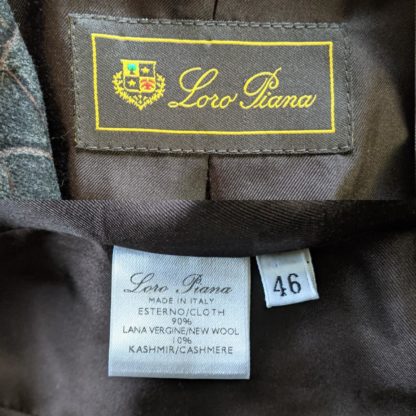 Loro Piana
Loro Piana
MADE IN ITALY
ESTERNO/CLOTH
90%
LANA VERGINE/NEW WOOL
10%
KASHMIR/CASHMERE
46